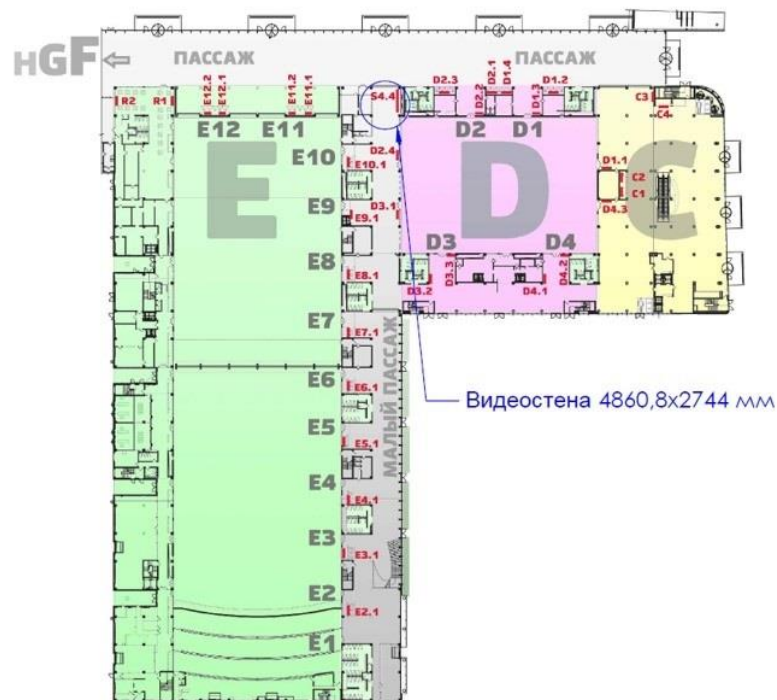 HGF ПАССАЖ ПАССАЖ
D2.3 D2.1 D1.4 D1.2
R2 R1 E12.2 E12.1 E11.2 E11.1 S4.4 D2.2 D1.3 C3
C4
E12 E11 D2 D1
E10 D2.4
E10.1 D1.1
E D C
C2
C1
E9 D3.1 D4.3
E9.1
D3 D4
E8 E8.1 D3.3 D4.2
D3.2 D4.1
E7
E7.1
МАЛЫЙ ПАССАЖ
E6
E6.1
Видеостена 4860,8x2744 мм
E5
E5.1
E4
E4.1
E3
E3.1
E2
E2.1
E1